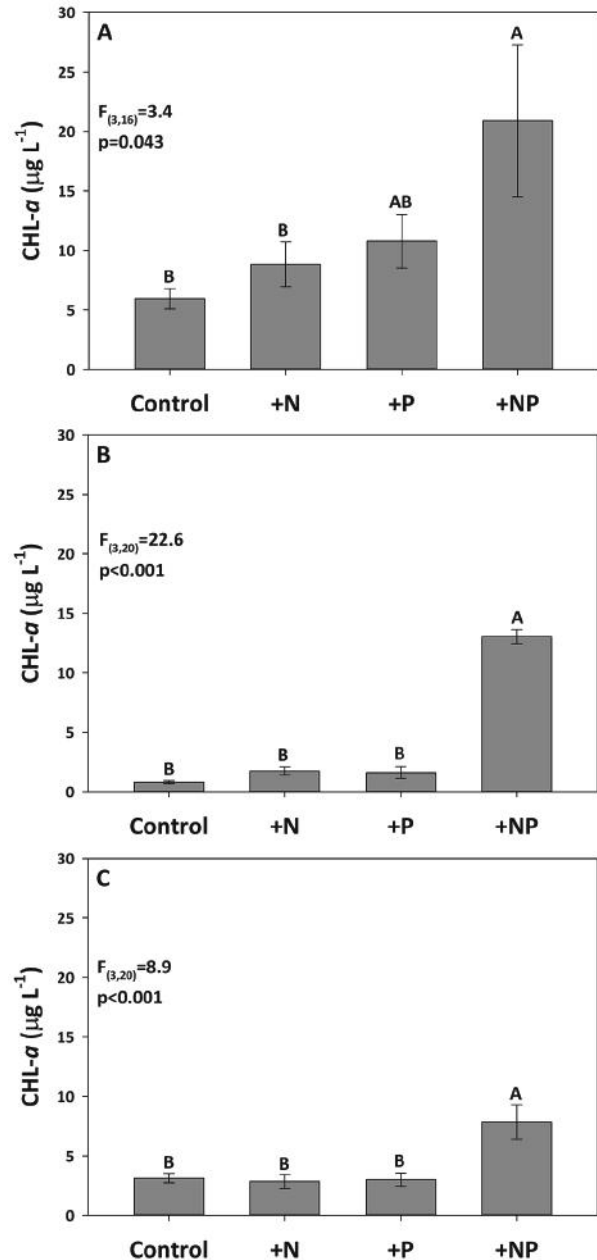 30
A
A
25
F(3,16)=3.4
p=0.043
20
CHL-a (µg L-1)
15
AB
B
10
B
5
0
Control +N +P +NP
30
B
25
F(3,20)=22.6
p<0.001
20
CHL-a (µg L-1)
15
A
10
5
B B B
0
Control +N +P +NP
30
C
25
F(3,20)=8.9
p<0.001
20
CHL-a (µg L-1)
15
10
A
5
B B B
0
Control +N +P +NP